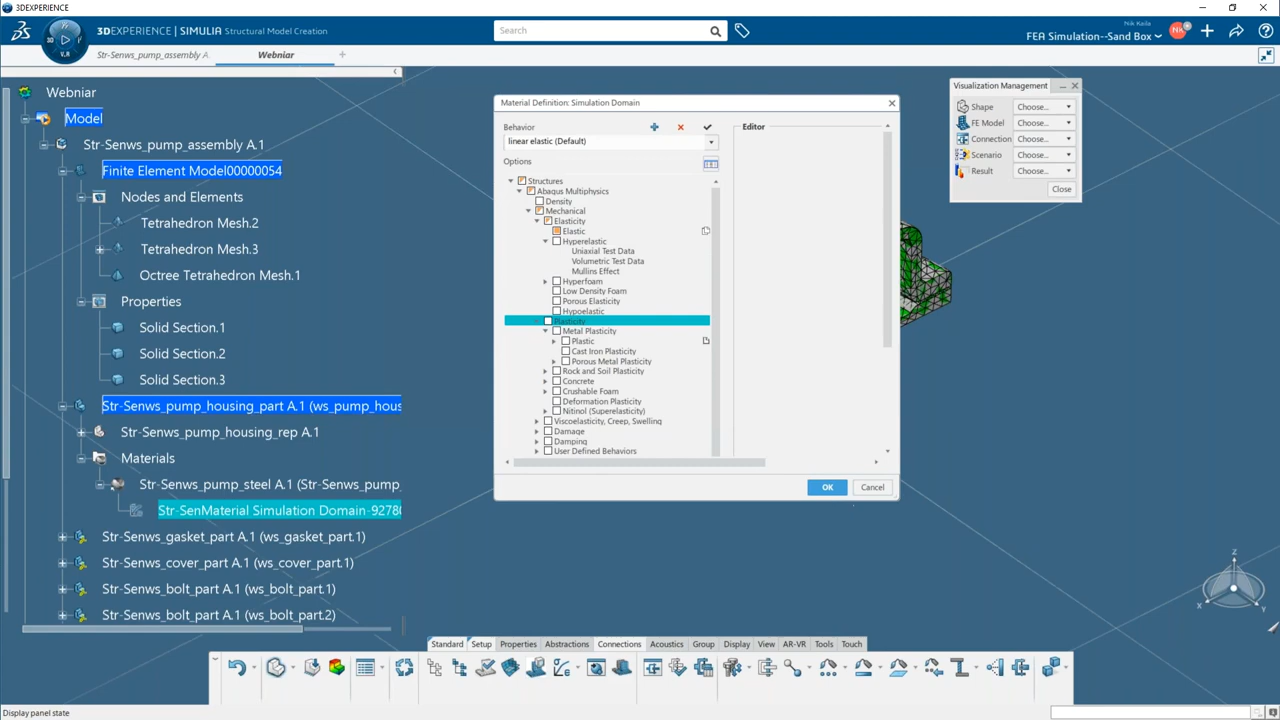 3DEXPERIENCE
3DEXPERIENCE | SIMULIA Structural Model Creation
Search
Nik Kaila
FEA Simulation--Sand Box
NK
V.R
Str-Senws_pump_assembly A.
Webniar
Webniar
Model
Str-Senws_pump_assembly A.1
Finite Element Model00000054
Nodes and Elements
Tetrahedron Mesh.2
Tetrahedron Mesh.3
Octree Tetrahedron Mesh.1
Properties
Solid Section.1
Solid Section.2
Solid Section.3
Str-Senws_pump_housing_part A.1 (ws_pump_hous
Str-Senws_pump_housing_rep A.1
Materials
Str-Senws_pump_steel A.1 (Str-Senws_pump_
Str-SenMaterial Simulation Domain-92780
Str-Senws_gasket_part A.1 (ws_gasket_part.1)
Str-Senws_cover_part A.1 (ws_cover_part.1)
Str-Senws_bolt_part A.1 (ws_bolt_part.1)
Str-Senws_bolt_part A.1 (ws_bolt_part.2)
Material Definition: Simulation Domain
Behavior
linear elastic (Default)
Options
Structures
Abaqus Multiphysics
Density
Mechanical
Elasticity
Elastic
Hyperelastic
Uniaxial Test Data
Volumetric Test Data
Mullins Effect
Hyperfoam
Low Density Foam
Porous Elasticity
Hypoelastic
Plasticity
Metal Plasticity
Plastic
Cast Iron Plasticity
Porous Metal Plasticity
Rock and Soil Plasticity
Concrete
Crushable Foam
Deformation Plasticity
Nitinol (Superelasticity)
Viscoelasticity, Creep, Swelling
Damage
Damping
User Defined Behaviors
Editor
OK
Cancel
Visualization Management
Shape Choose...
FE Model Choose...
Connection Choose...
Scenario Choose...
Result Choose...
Close
Z
X
Y
Standard Setup Properties Abstractions Connections Acoustics Group Display View AR-VR Tools Touch
Display panel state